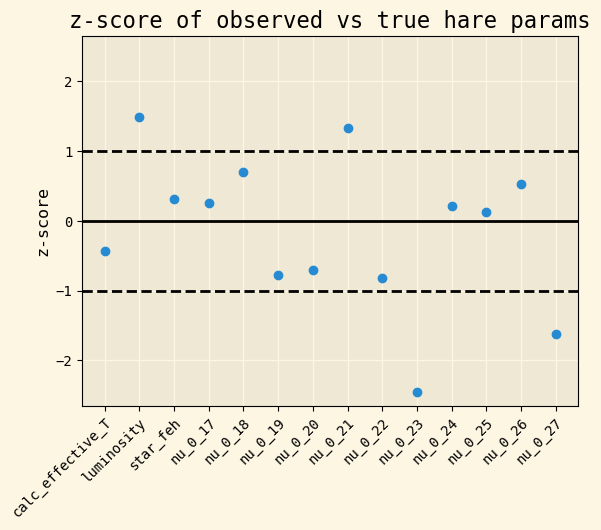 z-score of observed vs true hare params
z-score
2
1
0
−1
−2
calc_effective_T
luminosity
star_feh
nu_0_17
nu_0_18
nu_0_19
nu_0_20
nu_0_21
nu_0_22
nu_0_23
nu_0_24
nu_0_25
nu_0_26
nu_0_27